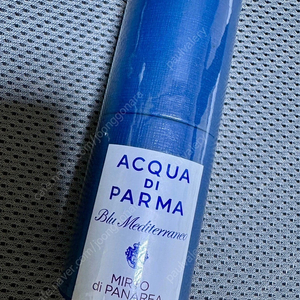 ACQUA
DI
PARMA
Blu Mediterraneo
MIRTO
di PANAREA